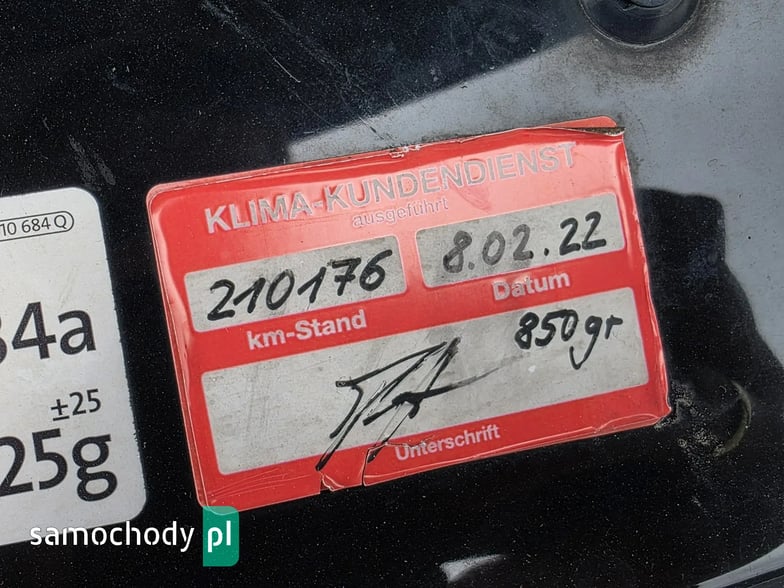 10 684 Q
34a
±25
25g
KLIMA-KUNDENDIENST
ausgeführt
210176
8.02.22
km-Stand
Datum
850gr
Unterschrift
samochody pl